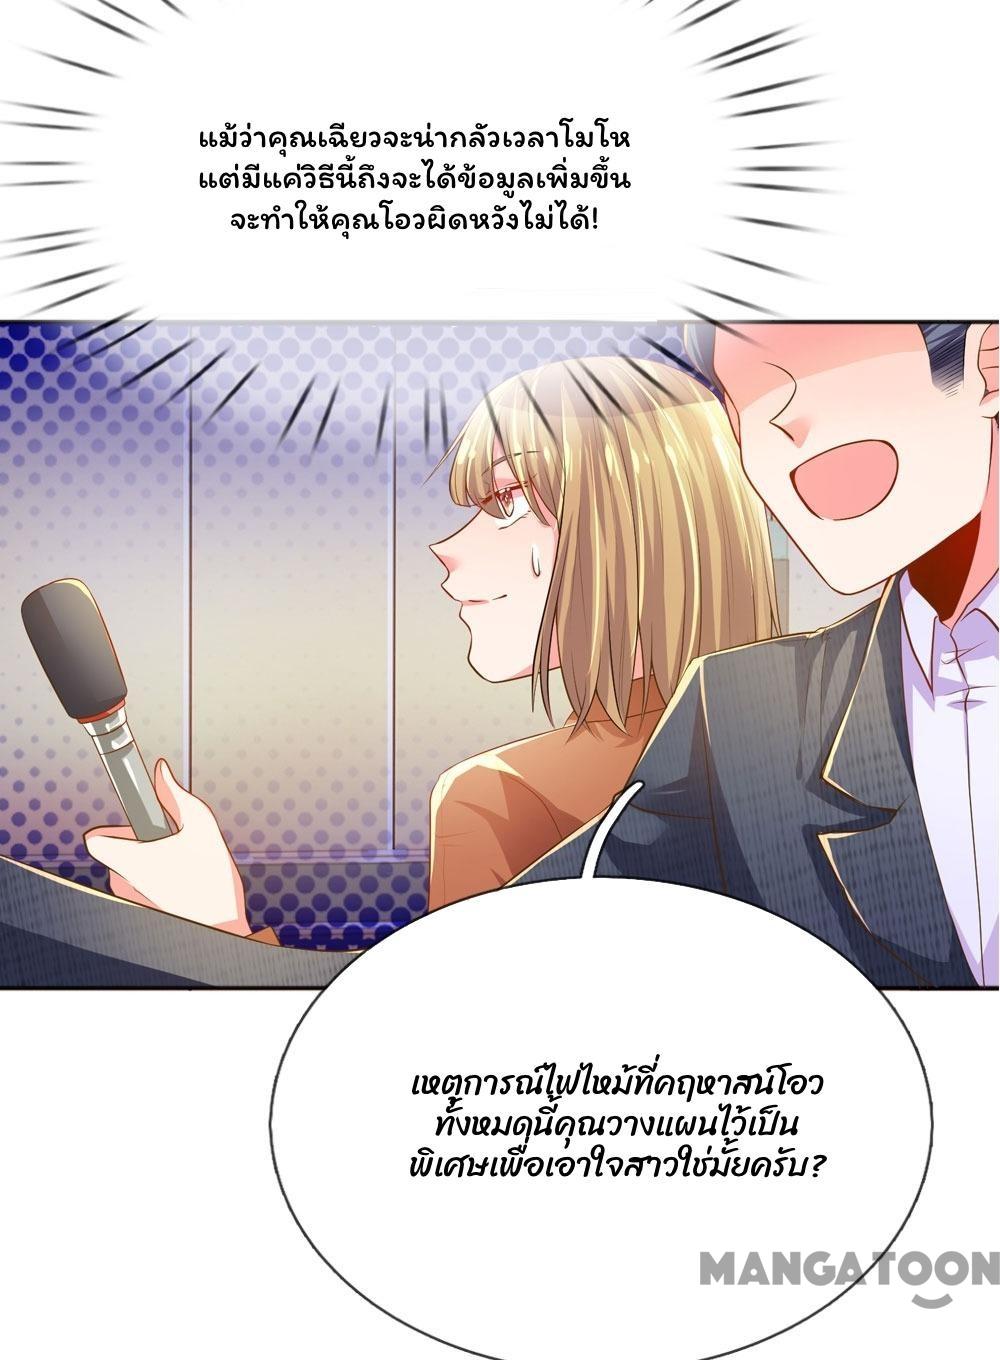 แม้ว่าคุณเฉียวจะน่ากลัวเวลาโมโห
แต่มีแค่วิธีนี้ถึงจะได้ข้อมูลเพิ่มขึ้น
จะทำให้คุณโอวผิดหวังไม่ได้!
เหตุการณ์ไฟไหม้ที่คฤหาสน์โอว
ทั้งหมดนี้คุณวางแผนไว้เป็น
พิเศษเพื่อเอาใจสาวใช่มั้ยครับ?
MANGATOON